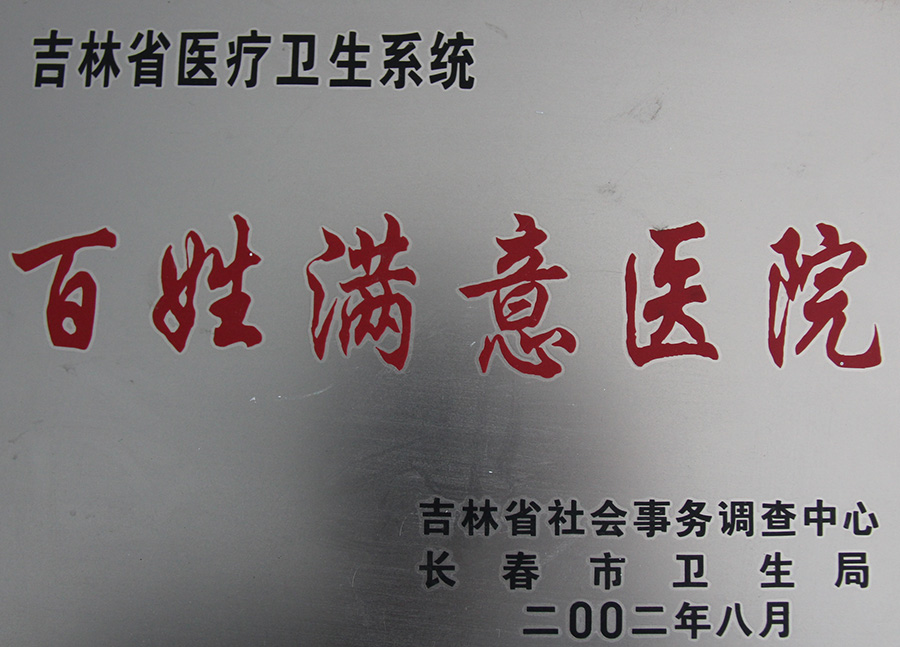 吉林省医疗卫生系统
百姓满意医院
吉林省社会事务调查中心
长春市卫生局
二00二年八月